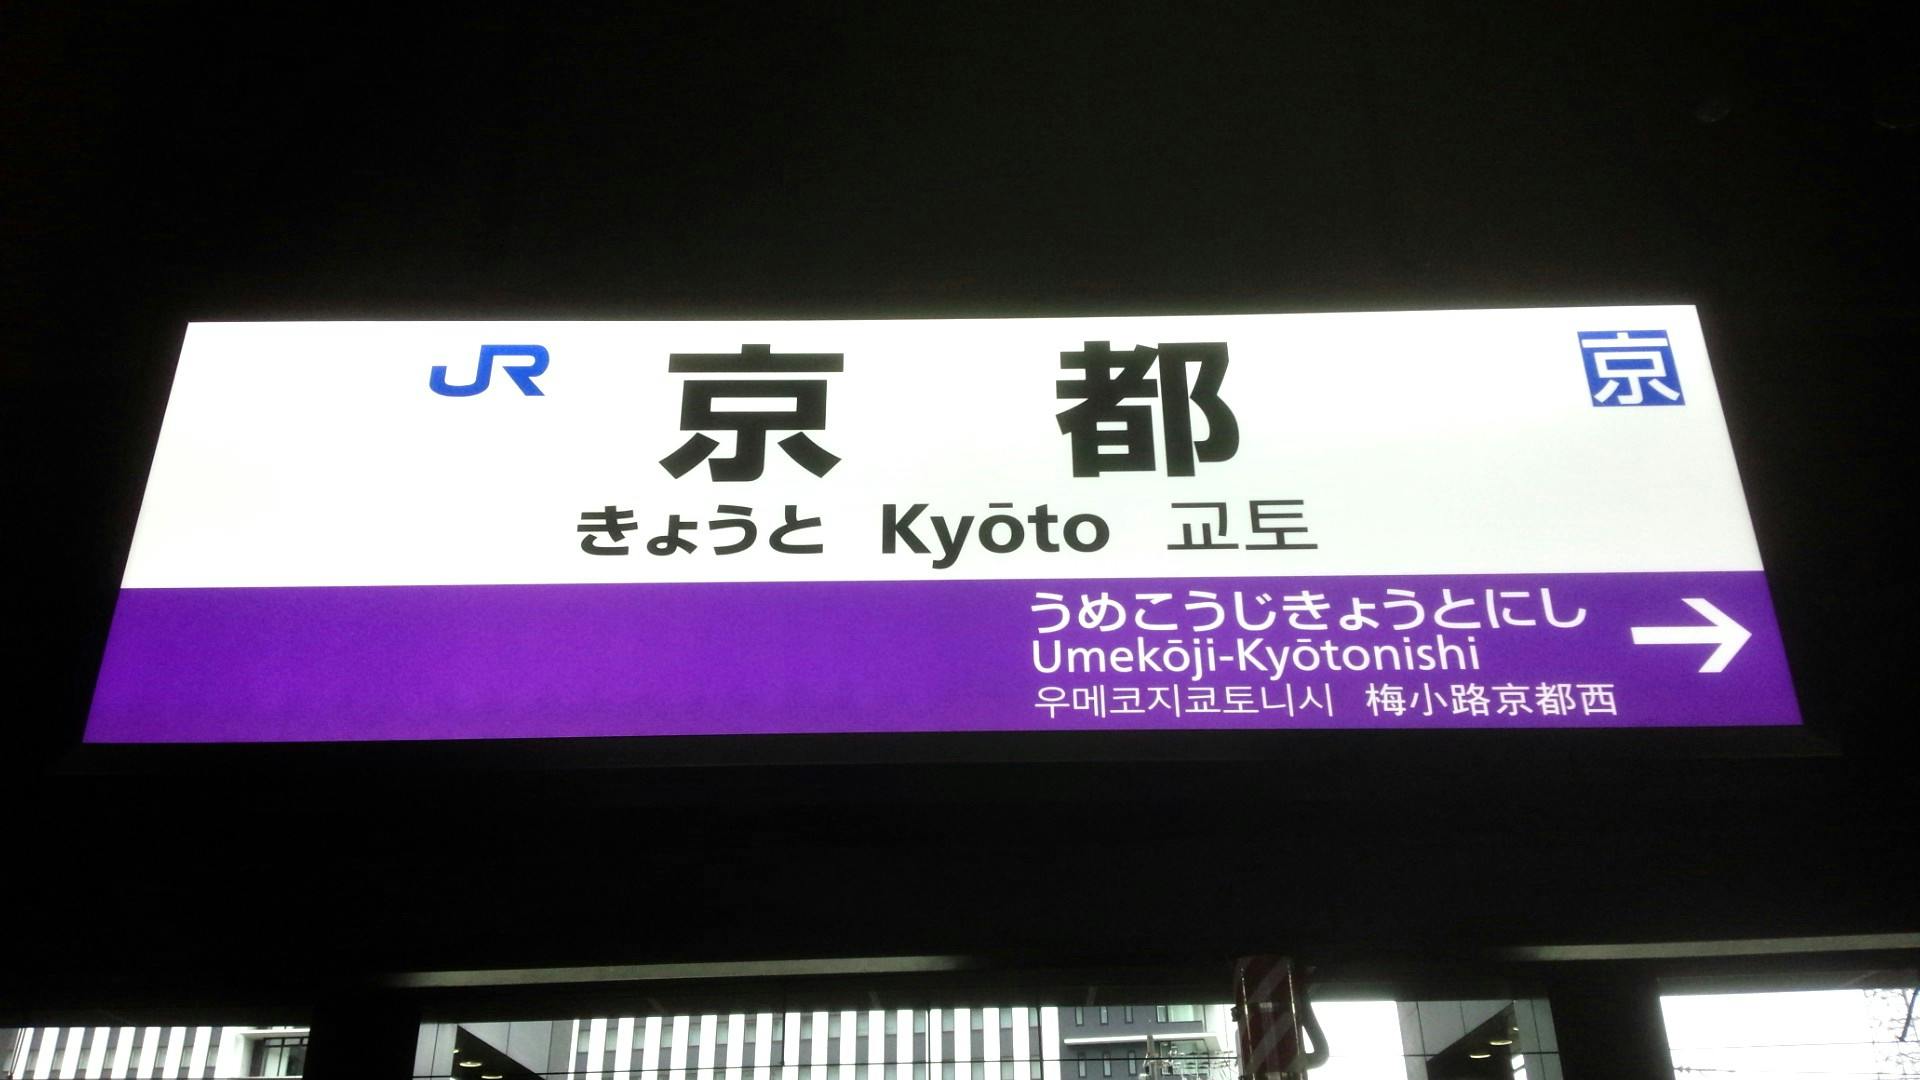 JR 京都 京
きょうと Kyōto 교토
うめこうじきょうとにし
Umekōji-Kyōtonishi
우메코지쿄토니시 梅小路京都西